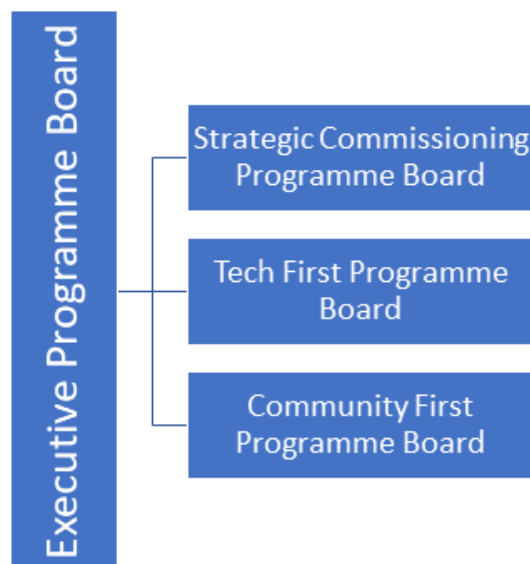 Executive Programme Board
Strategic Commissioning
Programme Board
Tech First Programme
Board
Community First
Programme Board